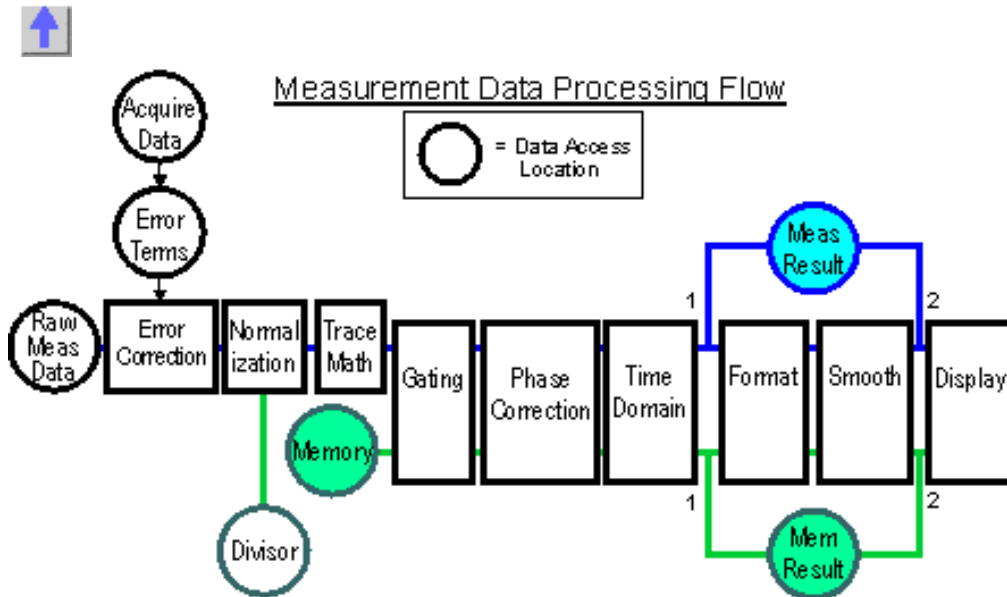 Measurement Data Processing Flow
Acquire
Data
= Data Access
Location
Error
Terms
Meas
Result
1
2
Raw
Meas
Data
Error
Correction
Normal
ization
Trace
Math
Gating
Phase
Correction
Time
Domain
Format
Smooth
Display
Memory
1
2
Divisor
Mem
Result